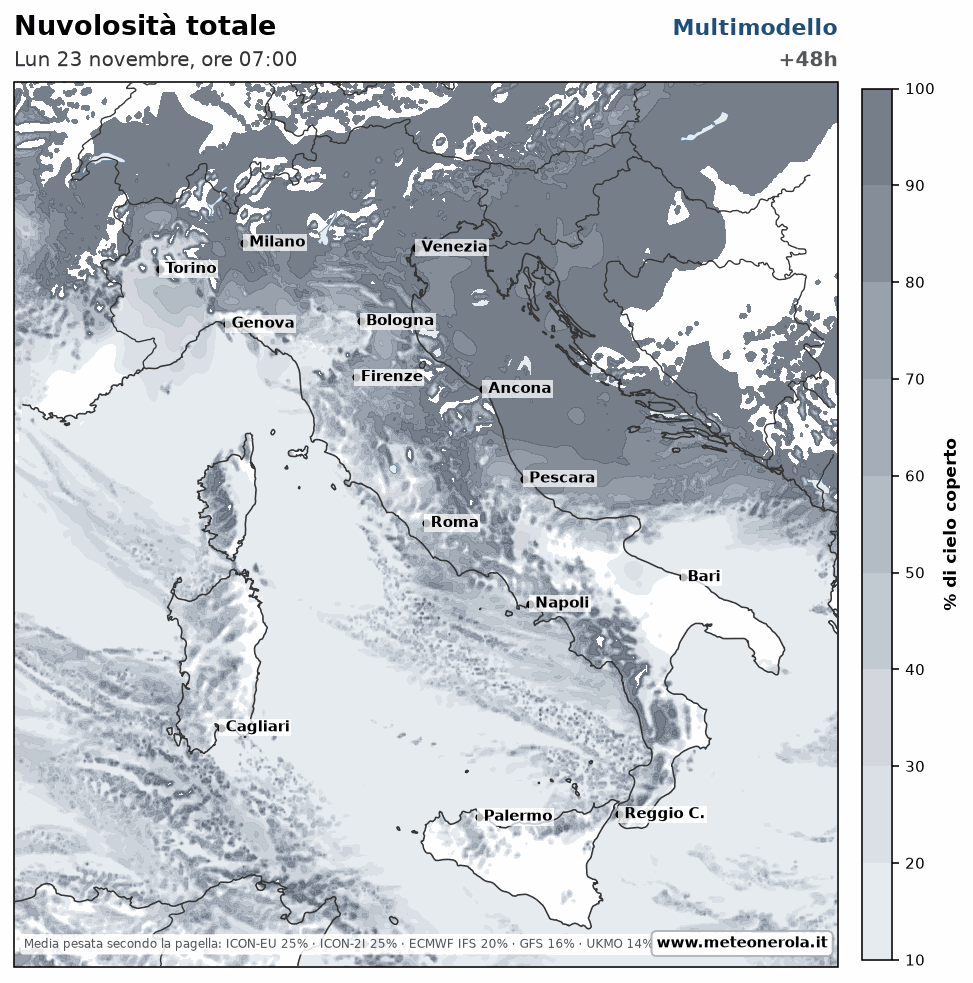 Nuvolosità totale
Multimodello
Lun 23 novembre, ore 07:00
+48h
100
90
80
70
60
50
40
30
20
10
% di cielo coperto
Milano
Venezia
Torino
Genova
Bologna
Firenze
Ancona
Pescara
Roma
Bari
Napoli
Cagliari
Palermo
Reggio C.
Media pesata secondo la pagella: ICON-EU 25% · ICON-2I 25% · ECMWF IFS 20% · GFS 16% · UKMO 14%
www.meteonerola.it